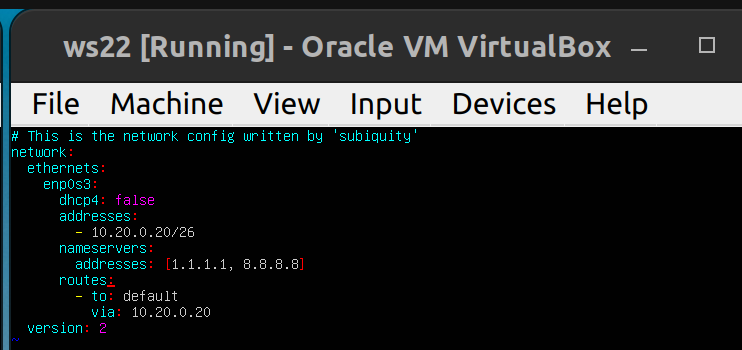 ws22 [Running] - Oracle VM VirtualBox
File Machine View Input Devices Help
# This is the network config written by 'subiquity'
network:
  ethernets:
    enp0s3:
      dhcp4: false
      addresses:
        - 10.20.0.20/26
      nameservers:
        addresses: [1.1.1.1, 8.8.8.8]
      routes:
        - to: default
          via: 10.20.0.20
  version: 2
~